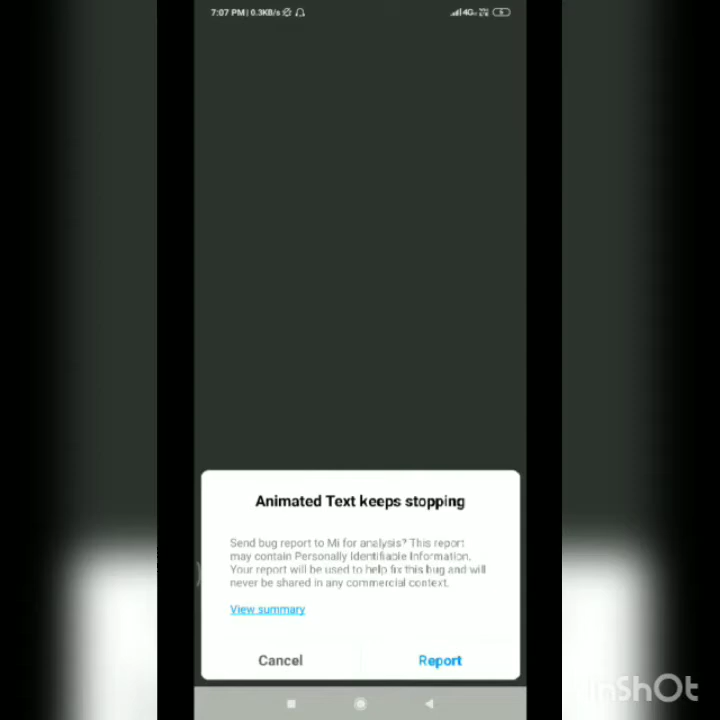 7:07 PM | 0.3KB/s
4G
Animated Text keeps stopping
Send bug report to Mi for analysis? This report
may contain Personally Identifiable Information.
Your report will be used to help fix this bug and will
never be shared in any commercial context.
View summary
Cancel
Report
InShOt